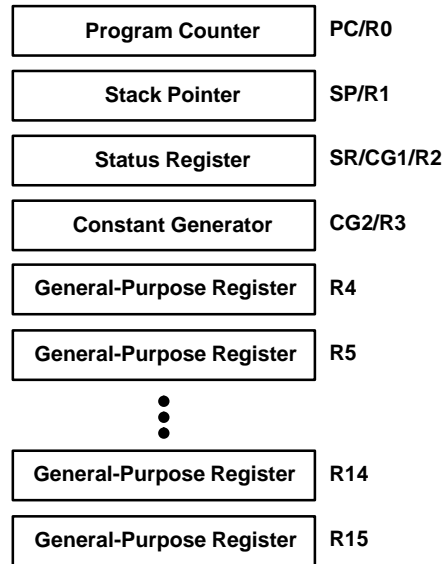 Program Counter PC/R0
Stack Pointer SP/R1
Status Register SR/CG1/R2
Constant Generator CG2/R3
General-Purpose Register R4
General-Purpose Register R5
General-Purpose Register R14
General-Purpose Register R15